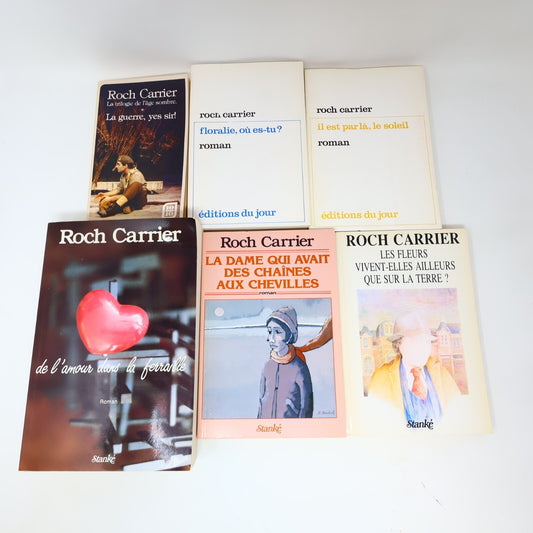 Roch Carrier
La trilogie de l'âge sombre.
La guerre, yes sir!
roch carrier
floralie, où es-tu?
roman
éditions du jour
roch carrier
il est par là, le soleil
roman
éditions du jour
Roch Carrier
de l'amour dans la ferraille
Roman
Stanké
Roch Carrier
LA DAME QUI AVAIT
DES CHAÎNES
AUX CHEVILLES
roman
Stanké
ROCH CARRIER
LES FLEURS
VIVENT-ELLES AILLEURS
QUE SUR LA TERRE ?
Stanké